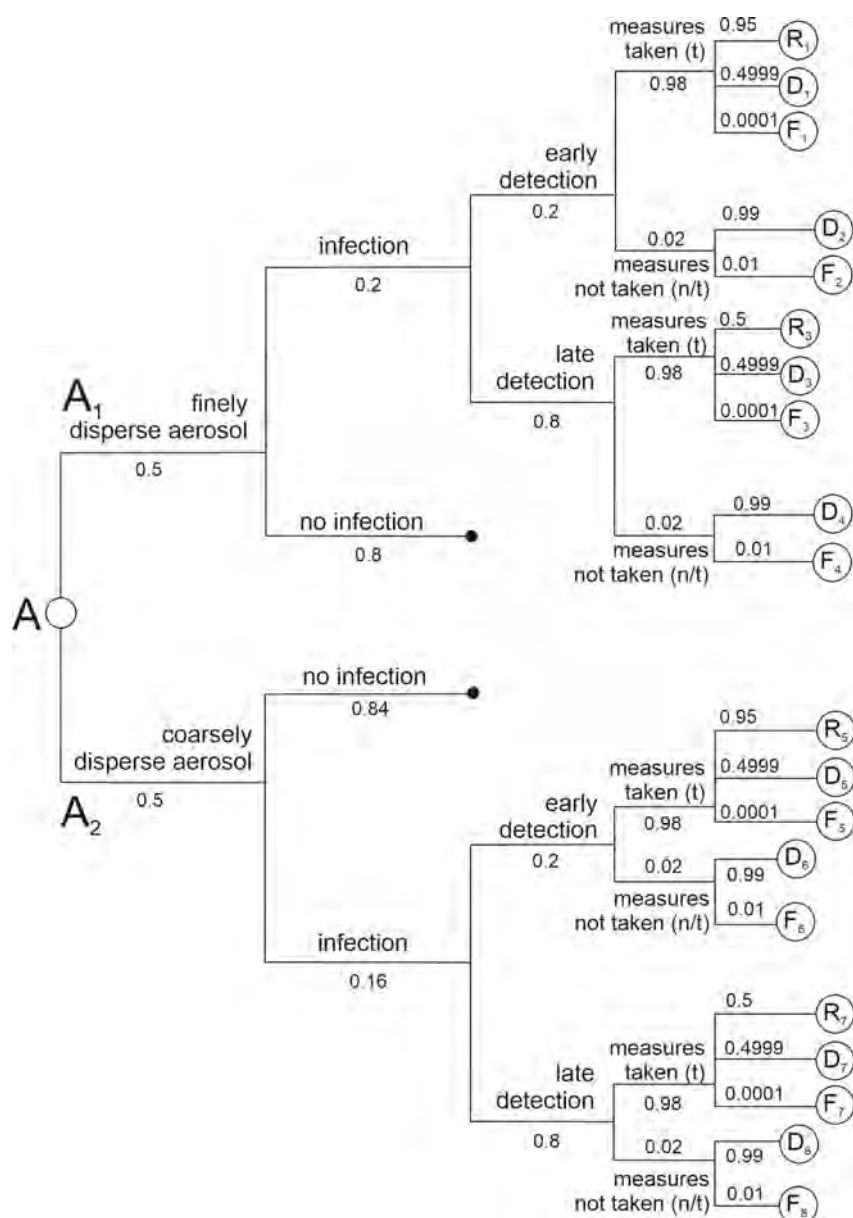 measures
taken (t)
0.95
R₁
0.98
0.4999
D₁
0.0001
F₁
early
detection
0.2
0.99
D₂
0.02
measures
not taken (n/t)
0.01
F₂
infection
0.2
measures
taken (t)
0.5
R₃
0.98
0.4999
D₃
0.0001
F₃
late
detection
0.8
A₁
finely
disperse aerosol
0.5
0.99
D₄
0.02
measures
not taken (n/t)
0.01
F₄
no infection
0.8
A
no infection
0.84
coarsely
disperse aerosol
0.5
A₂
0.95
R₅
measures
taken (t)
0.98
0.4999
D₅
0.0001
F₅
early
detection
0.2
0.02
D₆
0.99
measures
not taken (n/t)
0.01
F₆
infection
0.16
0.5
R₇
measures
taken (t)
0.98
0.4999
D₇
0.0001
F₇
late
detection
0.8
0.02
D₈
0.99
measures
not taken (n/t)
0.01
F₈